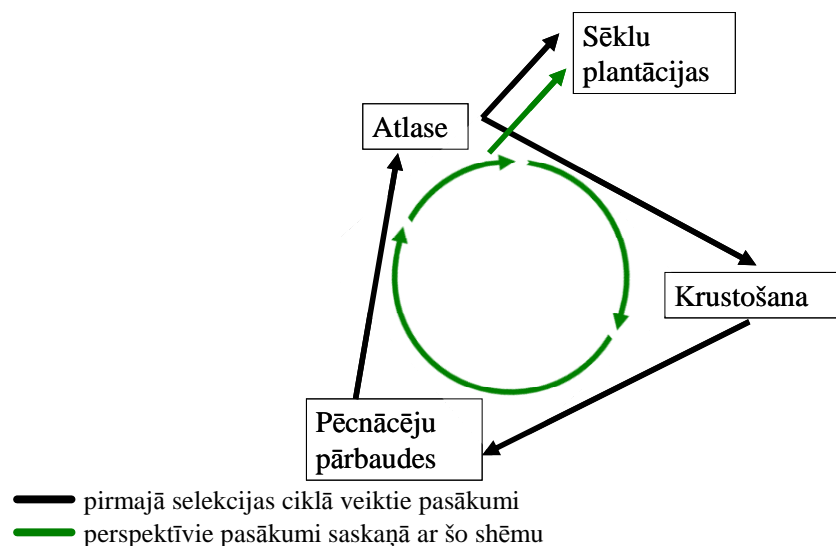 Sēklu
plantācijas
Atlase
Krustošana
Pēcnācēju
pārbaudes
pirmajā selekcijas ciklā veiktie pasākumi
perspektīvie pasākumi saskaņā ar šo shēmu